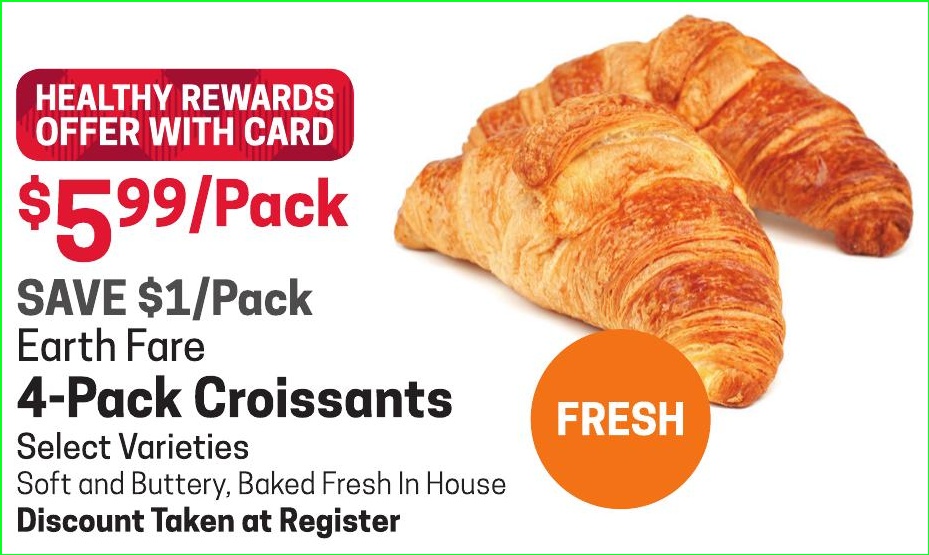 HEALTHY REWARDS
OFFER WITH CARD
$5.99/Pack
SAVE $1/Pack
Earth Fare
4-Pack Croissants
Select Varieties
Soft and Buttery, Baked Fresh In House
Discount Taken at Register
FRESH